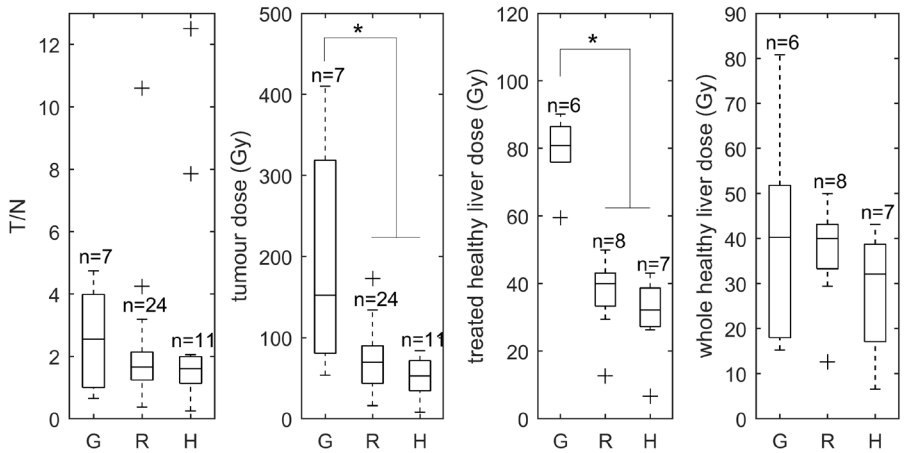 T/N
12
10
8
6
4
2
0
n=7
n=24
n=11
G R H
tumour dose (Gy)
500
400
300
200
100
0
*
n=7
n=24
n=11
G R H
treated healthy liver dose (Gy)
120
100
80
60
40
20
0
*
n=6
n=8
n=7
G R H
whole healthy liver dose (Gy)
90
80
70
60
50
40
30
20
10
0
n=6
n=8
n=7
G R H